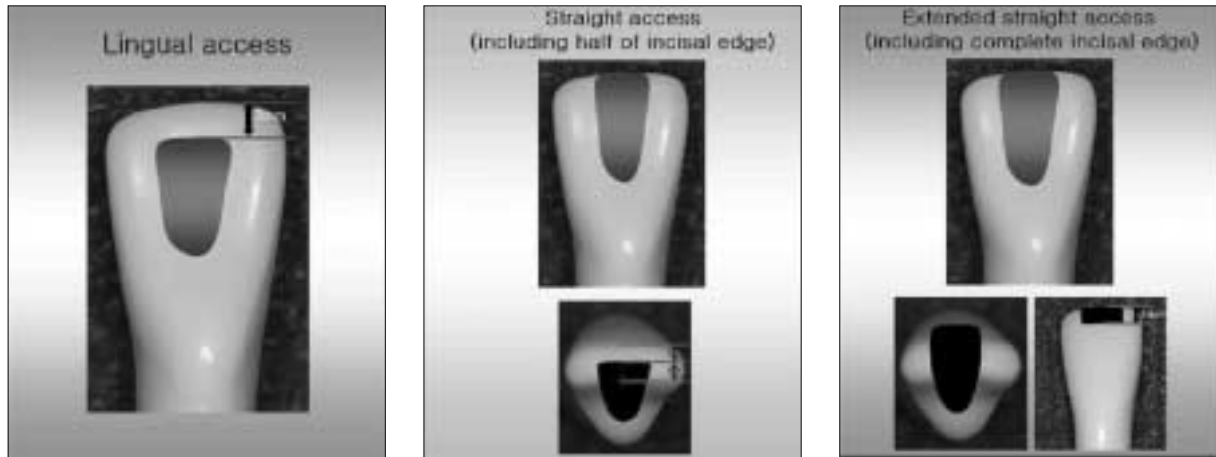 Lingual access
Straight access
(including half of incisal edge)
Extended straight access
(including complete incisal edge)